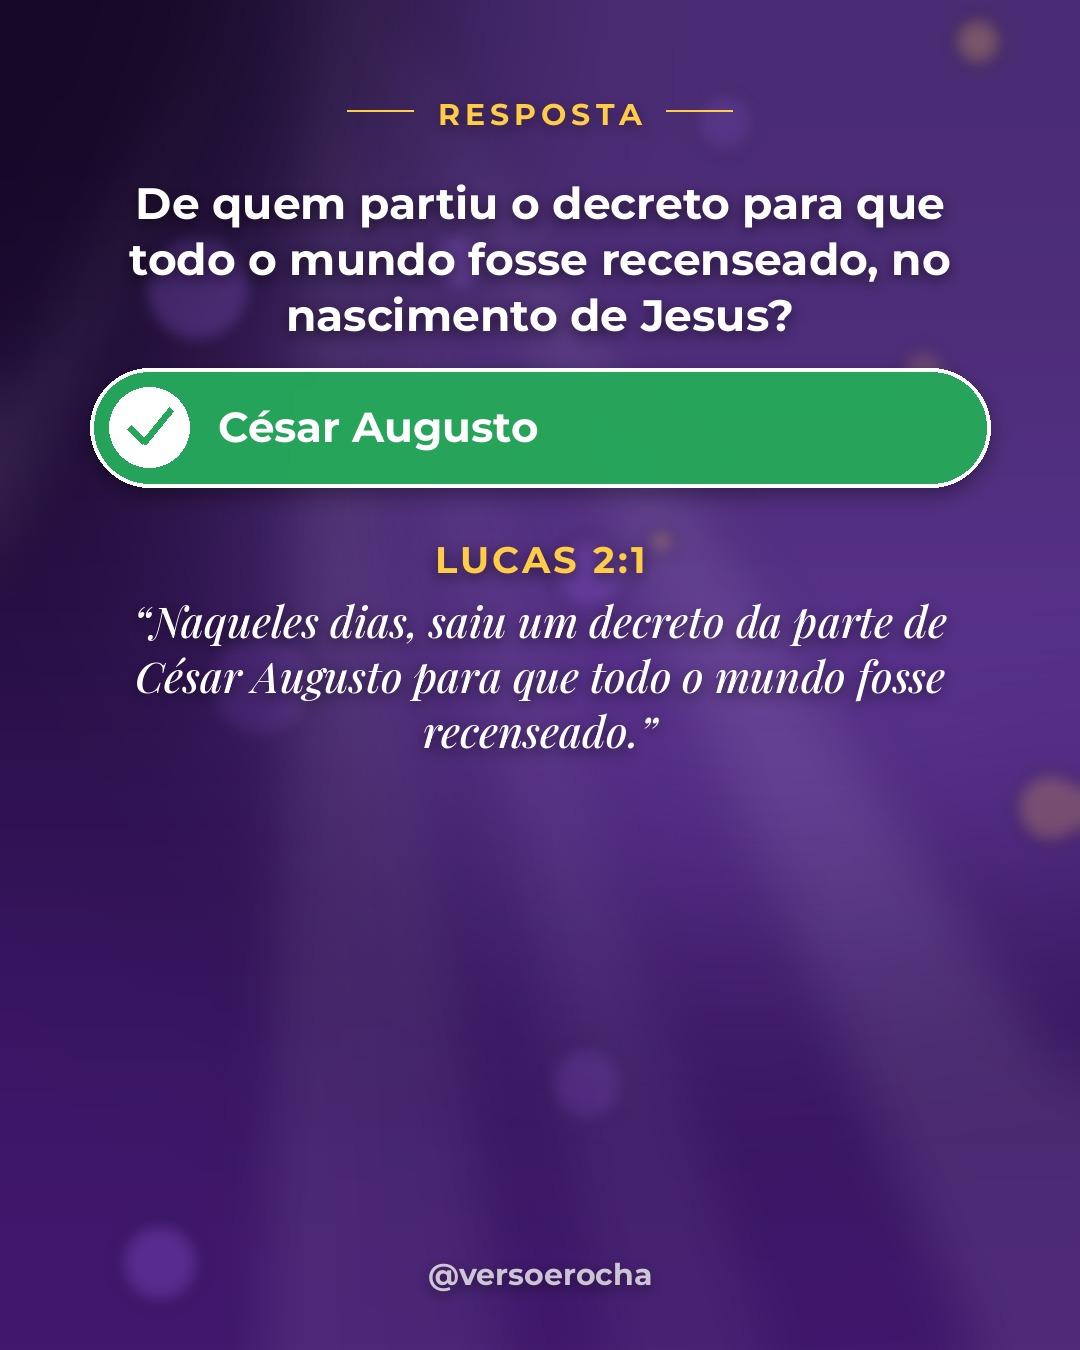 RESPOSTA
De quem partiu o decreto para que
todo o mundo fosse recenseado, no
nascimento de Jesus?
César Augusto
LUCAS 2:1
“Naqueles dias, saiu um decreto da parte de
César Augusto para que todo o mundo fosse
recenseado.”
@versoerocha